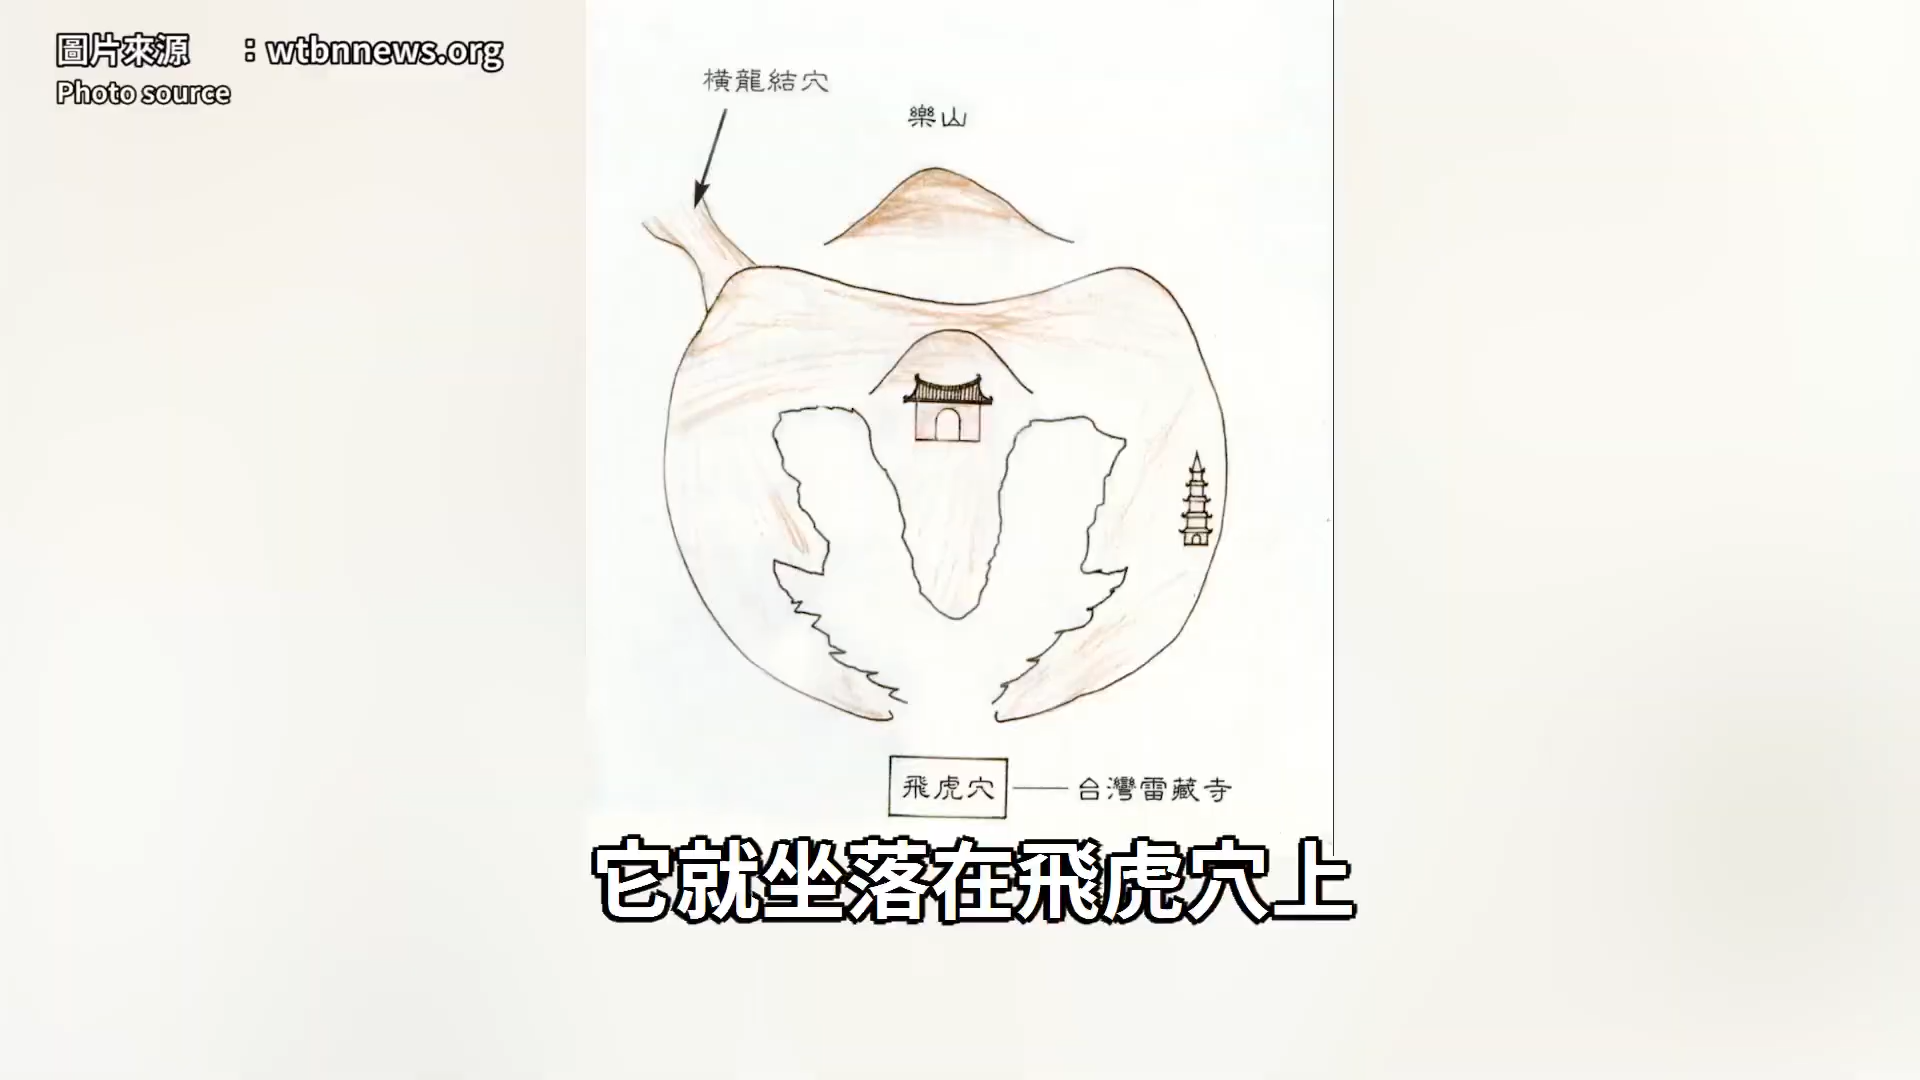 圖片來源 ：wtbnnews.org
Photo source
橫龍結穴
樂山
飛虎穴 —— 台灣雷藏寺
它就坐落在飛虎穴上